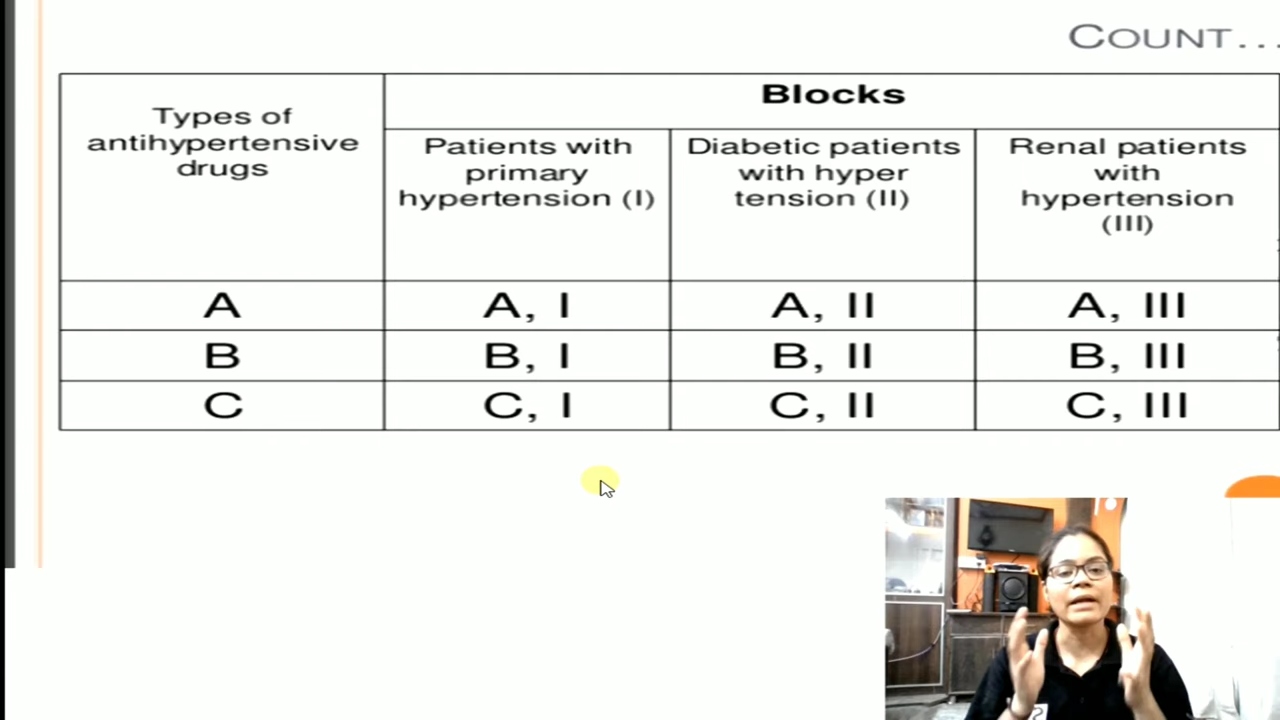 COUNT...
Types of
antihypertensive
drugs
Blocks
Patients with
primary
hypertension (I)
Diabetic patients
with hyper
tension (II)
Renal patients
with
hypertension
(III)
A
A, I
A, II
A, III
B
B, I
B, II
B, III
C
C, I
C, II
C, III